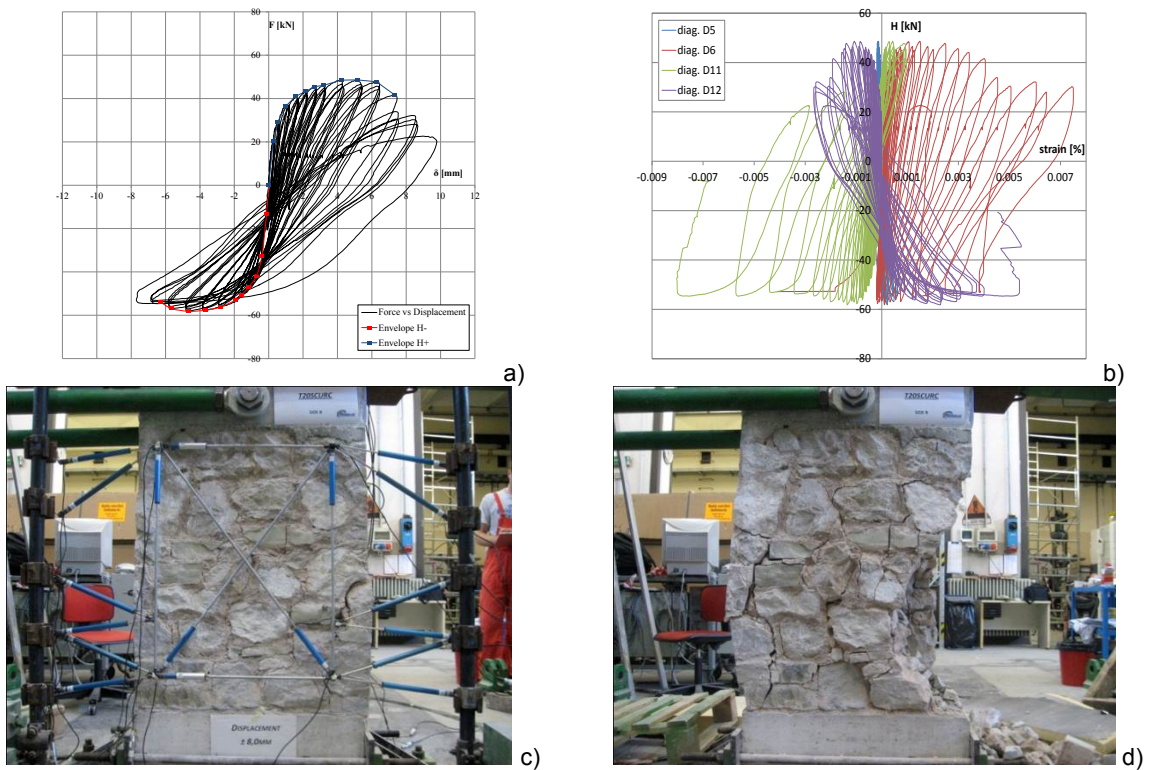 F [kN]
80
60
40
20
0
-20
-60
-80
-12
-10
-8
-6
-4
-2
0
2
4
6
8
10
12
δ [mm]
Force vs Displacement
Envelope H-
Envelope H+
a)
H [kN]
60
40
20
0
-20
-40
-60
-80
-0.009
-0.007
-0.005
-0.003
-0.001
0.001
0.003
0.005
0.007
strain [%]
diag. D5
diag. D6
diag. D11
diag. D12
b)
T20SCURC
DISPLACEMENT
± 8,0MM
c)
T20SCURC
d)